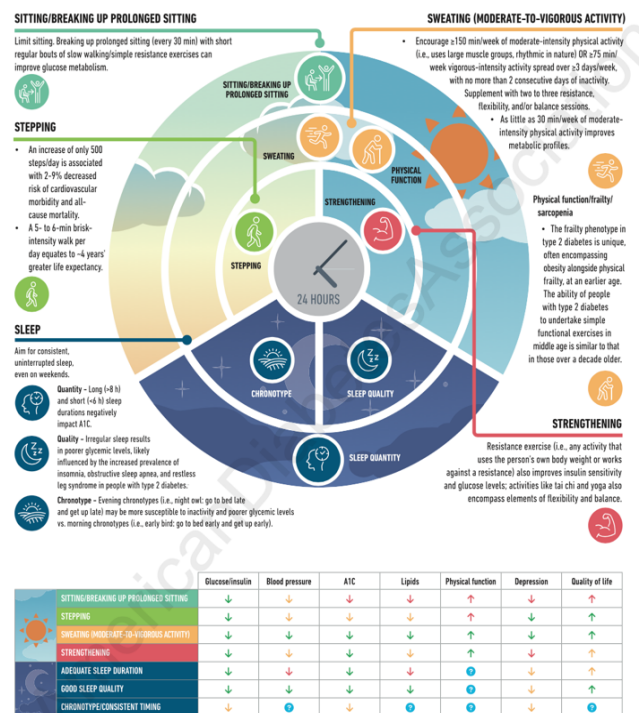 SITTING/BREAKING UP PROLONGED SITTING
Limit sitting. Breaking up prolonged sitting (every 30 min) with short
regular bouts of slow walking/simple resistance exercises can
improve glucose metabolism.
SWEATING (MODERATE-TO-VIGOROUS ACTIVITY)
• Encourage ≥150 min/week of moderate-intensity physical activity
(i.e., uses large muscle groups, rhythmic in nature) OR ≥75 min/
week vigorous-intensity activity spread over ≥3 days/week,
with no more than 2 consecutive days of inactivity.
Supplement with two to three resistance,
flexibility, and/or balance sessions.
• As little as 30 min/week of moderate-
intensity physical activity improves
metabolic profiles.
STEPPING
• An increase of only 500
steps/day is associated
with 2-9% decreased
risk of cardiovascular
morbidity and all-
cause mortality.
• A 5- to 6-min brisk-
intensity walk per
day equates to ~4 years'
greater life expectancy.
SITTING/BREAKING UP
PROLONGED SITTING
SWEATING
PHYSICAL
FUNCTION
STRENGTHENING
STEPPING
24 HOURS
CHRONOTYPE
SLEEP QUALITY
SLEEP QUANTITY
Physical function/frailty/
sarcopenia
• The frailty phenotype in
type 2 diabetes is unique,
often encompassing
obesity alongside physical
frailty, at an earlier age.
The ability of people
with type 2 diabetes
to undertake simple
functional exercises in
middle age is similar to that
in those over a decade older.
SLEEP
Aim for consistent,
uninterrupted sleep,
even on weekends.
Quantity – Long (>8 h)
and short (<6 h) sleep
durations negatively
impact A1C.
Quality – Irregular sleep results
in poorer glycemic levels, likely
influenced by the increased prevalence of
insomnia, obstructive sleep apnea, and restless
leg syndrome in people with type 2 diabetes.
Chronotype – Evening chronotypes (i.e., night owl: go to bed late
and get up late) may be more susceptible to inactivity and poorer glycemic levels
vs. morning chronotypes (i.e., early bird: go to bed early and get up early).
STRENGTHENING
Resistance exercise (i.e., any activity that
uses the person's own body weight or works
against a resistance) also improves insulin sensitivity
and glucose levels; activities like tai chi and yoga also
encompass elements of flexibility and balance.
Glucose/insulin Blood pressure A1C Lipids Physical function Depression Quality of life
SITTING/BREAKING UP PROLONGED SITTING ↓ ↓ ↓ ↓ ↑ ↓ ↑
STEPPING ↓ ↓ ↓ ↓ ↑ ↓ ↑
SWEATING (MODERATE-TO-VIGOROUS ACTIVITY) ↓ ↓ ↓ ↓ ↑ ↓ ↑
STRENGTHENING ↓ ↓ ↓ ↓ ↑ ↓ ↑
ADEQUATE SLEEP DURATION ↓ ↓ ↓ ↓ ? ↓ ↑
GOOD SLEEP QUALITY ↓ ↓ ↓ ↓ ? ↓ ↑
CHRONOTYPE/CONSISTENT TIMING ↓ ? ↓ ? ? ↓ ?